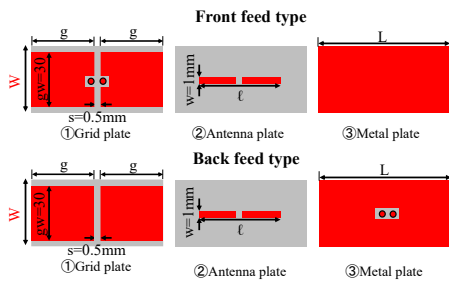 Front feed type
g g L
W gw=30 w=1mm ℓ
s=0.5mm
①Grid plate ②Antenna plate ③Metal plate
Back feed type
g g L
W gw=30 w=1mm ℓ
s=0.5mm
①Grid plate ②Antenna plate ③Metal plate